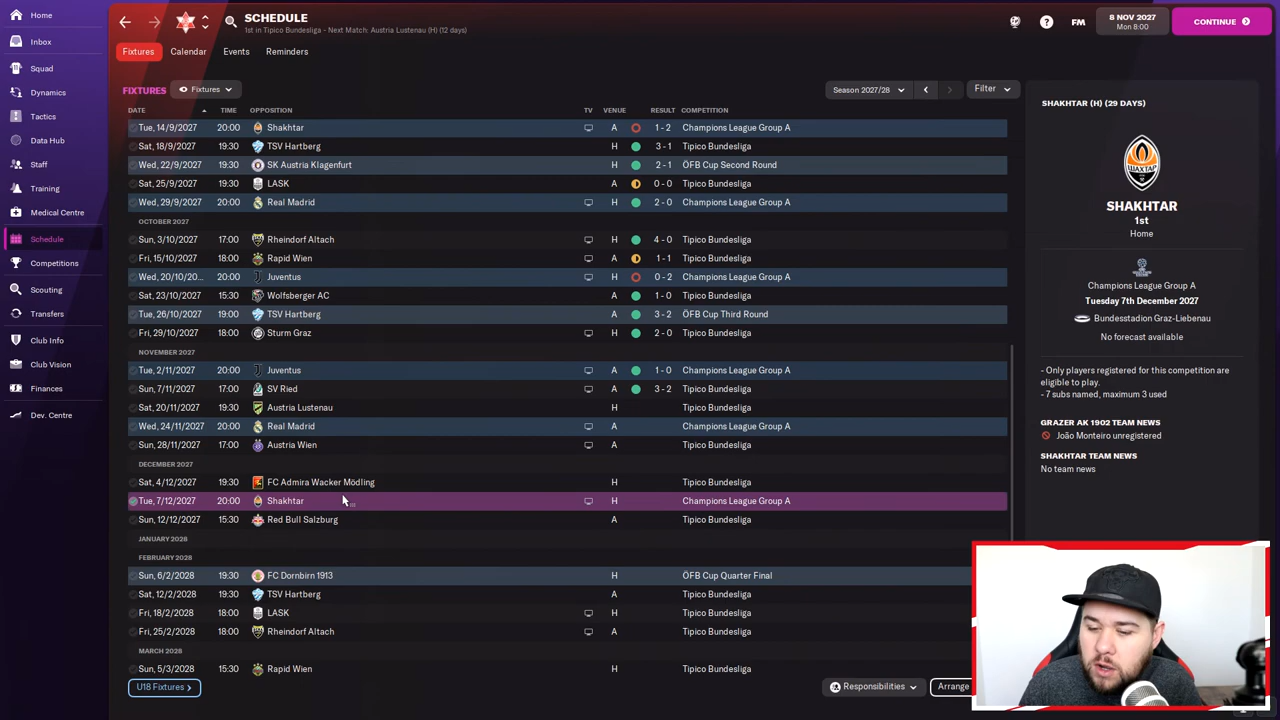 Home
Inbox
Squad
Dynamics
Tactics
Data Hub
Staff
Training
Medical Centre
Schedule
Competitions
Scouting
Transfers
Club Info
Club Vision
Finances
Dev. Centre
SCHEDULE
1st in Tipico Bundesliga - Next Match: Austria Lustenau (H) (12 days)
? FM 8 NOV 2027 Mon 8:00 CONTINUE
Fixtures Calendar Events Reminders
FIXTURES Fixtures Season 2027/28 Filter
DATE TIME OPPOSITION TV VENUE RESULT COMPETITION
Tue, 14/9/2027 20:00 Shakhtar A 1 - 2 Champions League Group A
Sat, 18/9/2027 19:30 TSV Hartberg H 3 - 1 Tipico Bundesliga
Wed, 22/9/2027 19:30 SK Austria Klagenfurt H 2 - 1 ÖFB Cup Second Round
Sat, 25/9/2027 19:30 LASK A 0 - 0 Tipico Bundesliga
Wed, 29/9/2027 20:00 Real Madrid H 2 - 0 Champions League Group A
OCTOBER 2027
Sun, 3/10/2027 17:00 Rheindorf Altach H 4 - 0 Tipico Bundesliga
Fri, 15/10/2027 18:00 Rapid Wien A 1 - 1 Tipico Bundesliga
Wed, 20/10/20... 20:00 Juventus H 0 - 2 Champions League Group A
Sat, 23/10/2027 15:30 Wolfsberger AC A 1 - 0 Tipico Bundesliga
Tue, 26/10/2027 19:00 TSV Hartberg A 3 - 2 ÖFB Cup Third Round
Fri, 29/10/2027 18:00 Sturm Graz H 2 - 0 Tipico Bundesliga
NOVEMBER 2027
Tue, 2/11/2027 20:00 Juventus A 1 - 0 Champions League Group A
Sun, 7/11/2027 17:00 SV Ried A 3 - 2 Tipico Bundesliga
Sat, 20/11/2027 19:30 Austria Lustenau H Tipico Bundesliga
Wed, 24/11/2027 20:00 Real Madrid A Champions League Group A
Sun, 28/11/2027 17:00 Austria Wien A Tipico Bundesliga
DECEMBER 2027
Sat, 4/12/2027 19:30 FC Admira Wacker Mödling H Tipico Bundesliga
Tue, 7/12/2027 20:00 Shakhtar H Champions League Group A
Sun, 12/12/2027 15:30 Red Bull Salzburg A Tipico Bundesliga
JANUARY 2028
FEBRUARY 2028
Sun, 6/2/2028 19:30 FC Dornbirn 1913 H ÖFB Cup Quarter Final
Sat, 12/2/2028 19:30 TSV Hartberg A Tipico Bundesliga
Fri, 18/2/2028 18:00 LASK H Tipico Bundesliga
Fri, 25/2/2028 18:00 Rheindorf Altach A Tipico Bundesliga
MARCH 2028
Sun, 5/3/2028 15:30 Rapid Wien H Tipico Bundesliga
U18 Fixtures Responsibilities Arrange
SHAKHTAR (H) (29 DAYS)
ШАХТАР
SHAKHTAR
1st
Home
Champions League Group A
Tuesday 7th December 2027
Bundesstadion Graz-Liebenau
No forecast available
- Only players registered for this competition are
eligible to play.
- 7 subs named, maximum 3 used
GRAZER AK 1902 TEAM NEWS
João Monteiro unregistered
SHAKHTAR TEAM NEWS
No team news